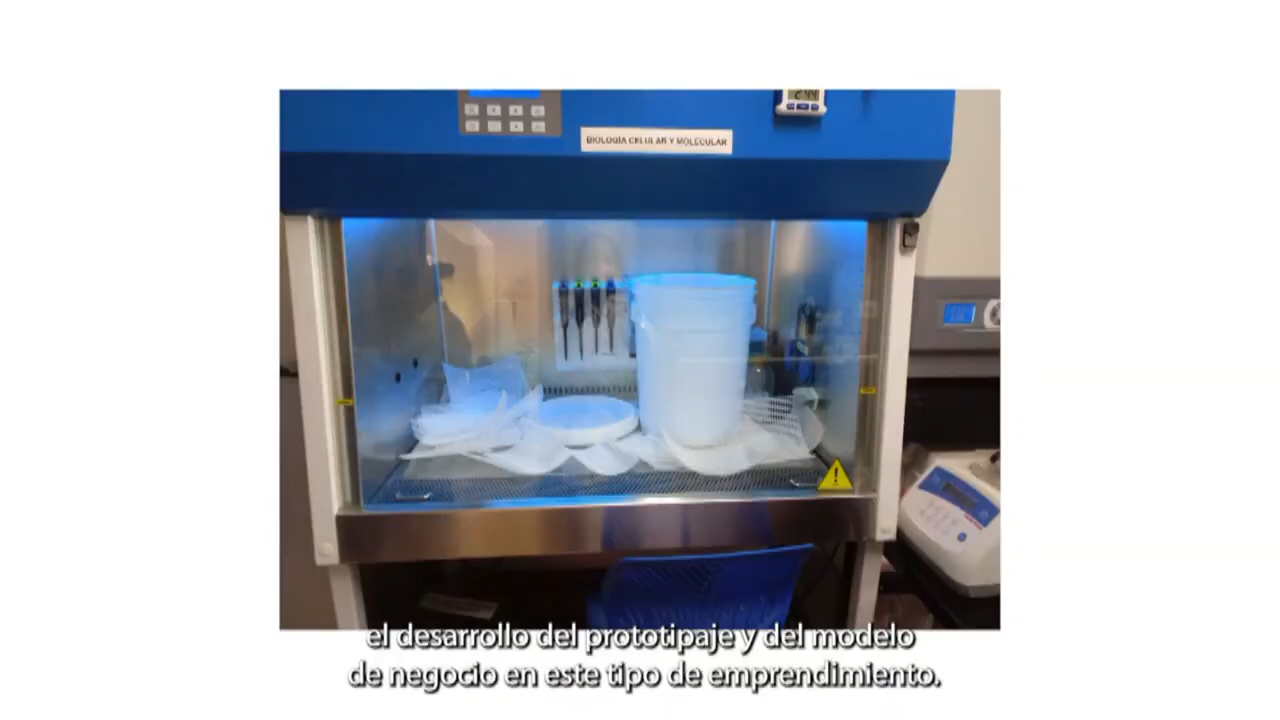 BIOLOGÍA CELULAR Y MOLECULAR
el desarrollo del prototipaje y del modelo
de negocio en este tipo de emprendimiento.